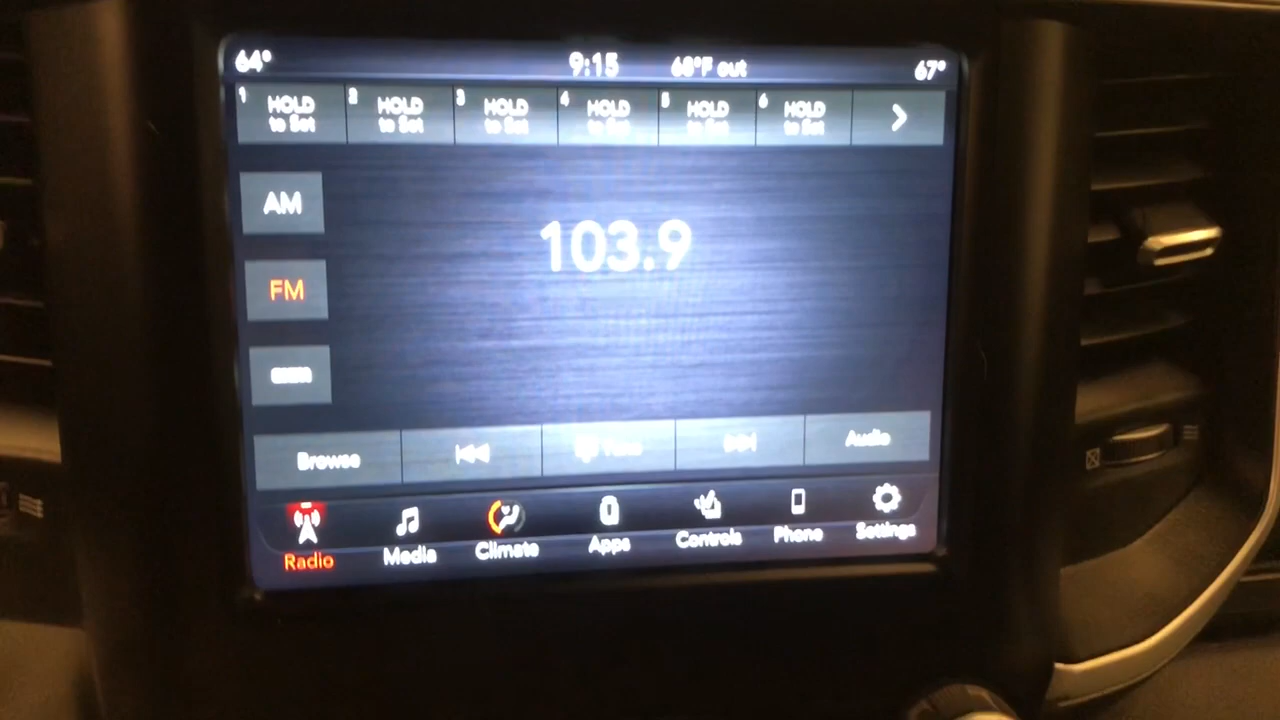 64° 9:15 68°F out 67°
1 HOLD to Set 2 HOLD to Set 3 HOLD to Set 4 HOLD to Set 5 HOLD to Set 6 HOLD to Set
AM
103.9
FM
Browse Tune Audio
Radio Media Climate Apps Controls Phone Settings